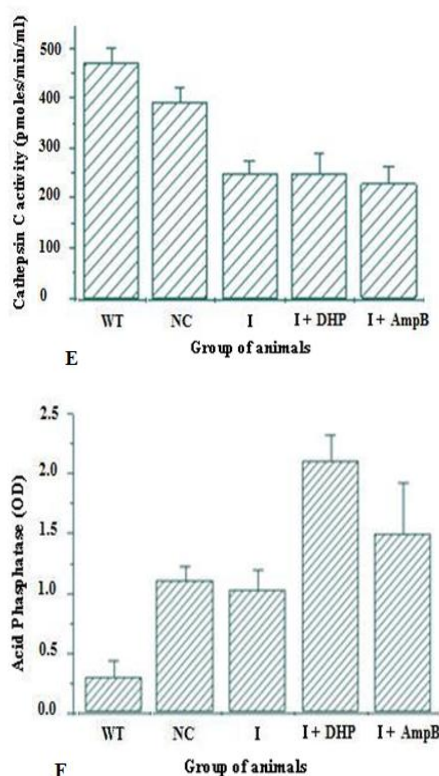 Cathepsin C activity (pmoles/min/ml)
500
400
300
200
100
0
WT NC I I + DHP I + AmpB
Group of animals
E
Acid Phasphatase (OD)
2.5
2.0
1.5
1.0
0.5
0.0
WT NC I I + DHP I + AmpB
Group of animals
F